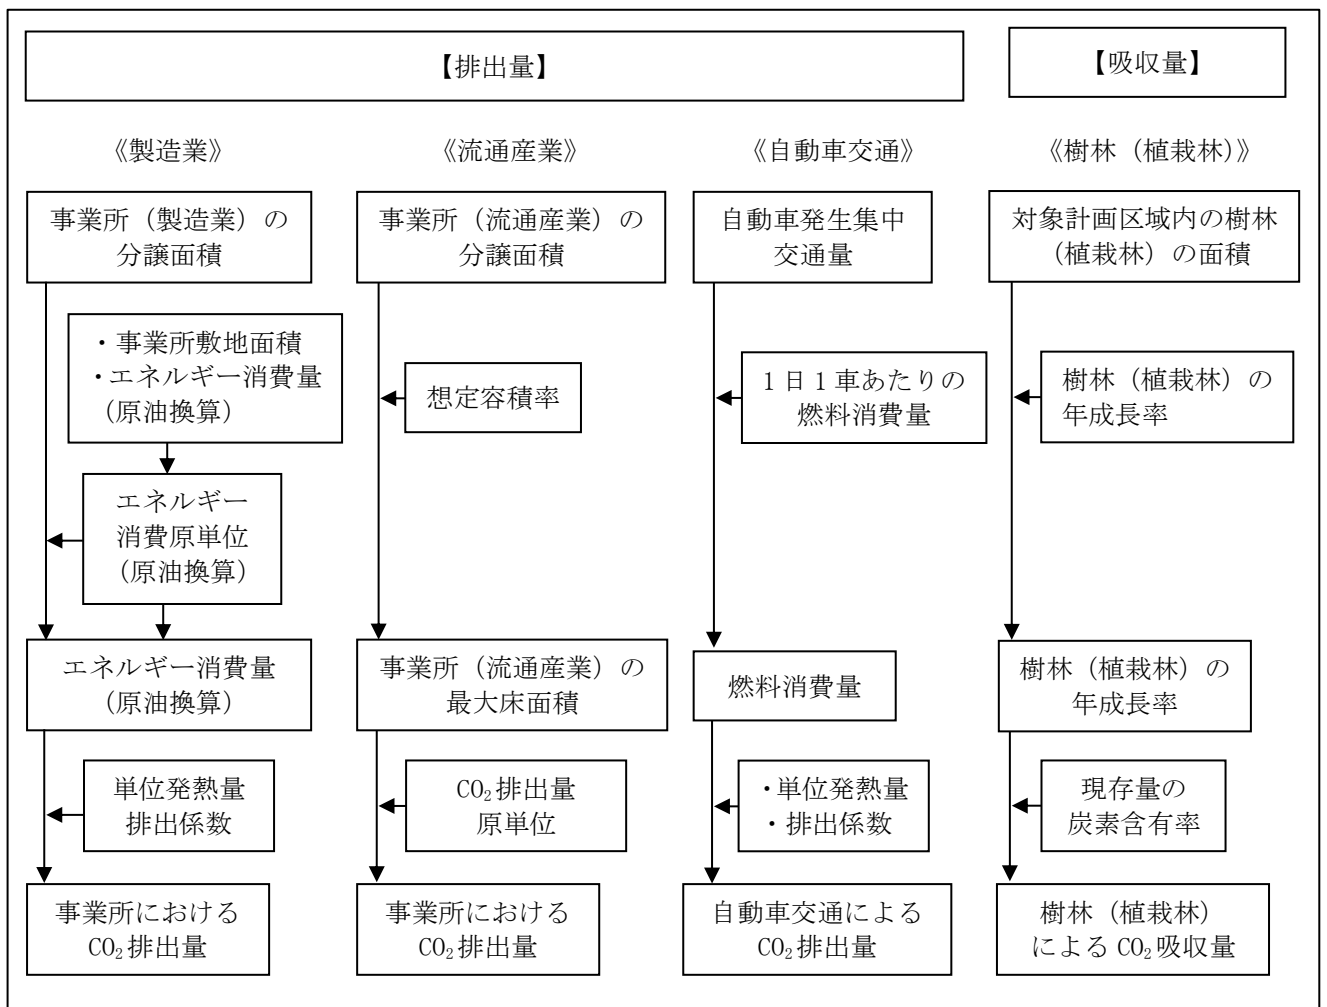 【排出量】
【吸収量】
《製造業》
《流通産業》
《自動車交通》
《樹林（植栽林）》
事業所（製造業）の
分譲面積
事業所（流通産業）の
分譲面積
自動車発生集中
交通量
対象計画区域内の樹林
（植栽林）の面積
・事業所敷地面積
・エネルギー消費量
（原油換算）
想定容積率
１日１車あたりの
燃料消費量
樹林（植栽林）の
年成長率
エネルギー
消費原単位
（原油換算）
エネルギー消費量
（原油換算）
事業所（流通産業）の
最大床面積
燃料消費量
樹林（植栽林）の
年成長率
単位発熱量
排出係数
CO₂排出量
原単位
・単位発熱量
・排出係数
現存量の
炭素含有率
事業所における
CO₂排出量
事業所における
CO₂排出量
自動車交通による
CO₂排出量
樹林（植栽林）
によるCO₂吸収量